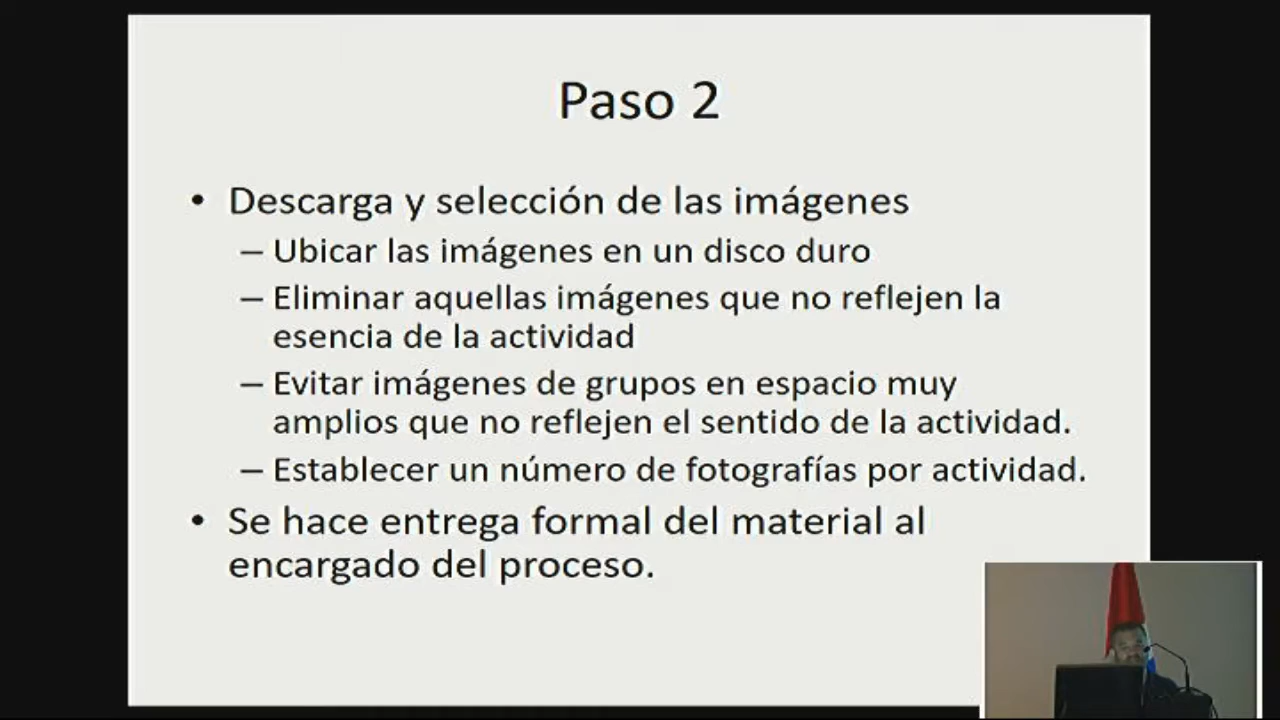 Paso 2
• Descarga y selección de las imágenes
– Ubicar las imágenes en un disco duro
– Eliminar aquellas imágenes que no reflejen la
esencia de la actividad
– Evitar imágenes de grupos en espacio muy
amplios que no reflejen el sentido de la actividad.
– Establecer un número de fotografías por actividad.
• Se hace entrega formal del material al
encargado del proceso.